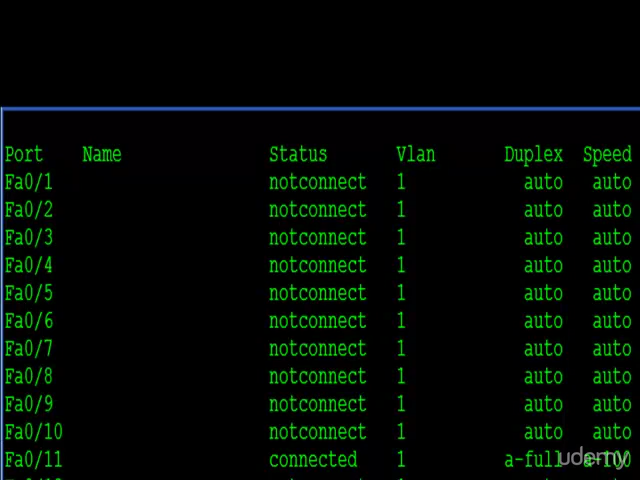 Port Name Status Vlan Duplex Speed
Fa0/1 notconnect 1 auto auto
Fa0/2 notconnect 1 auto auto
Fa0/3 notconnect 1 auto auto
Fa0/4 notconnect 1 auto auto
Fa0/5 notconnect 1 auto auto
Fa0/6 notconnect 1 auto auto
Fa0/7 notconnect 1 auto auto
Fa0/8 notconnect 1 auto auto
Fa0/9 notconnect 1 auto auto
Fa0/10 notconnect 1 auto auto
Fa0/11 connected 1 a-full a-100
udemy